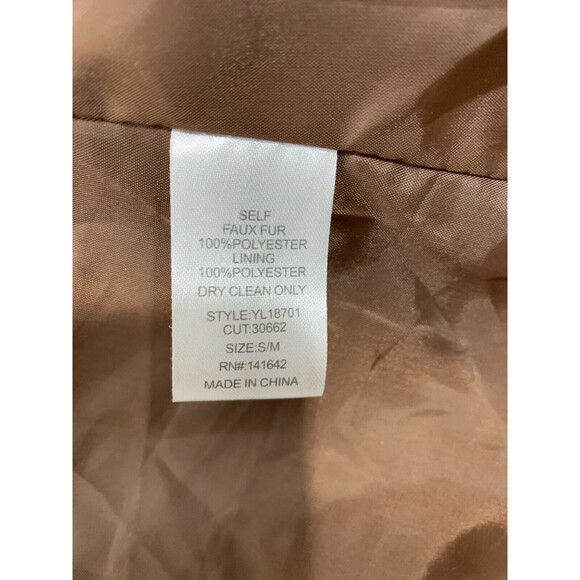 SELF
FAUX FUR
100%POLYESTER
LINING
100%POLYESTER
DRY CLEAN ONLY
STYLE:YL18701
CUT:30662
SIZE:S/M
RN#:141642
MADE IN CHINA